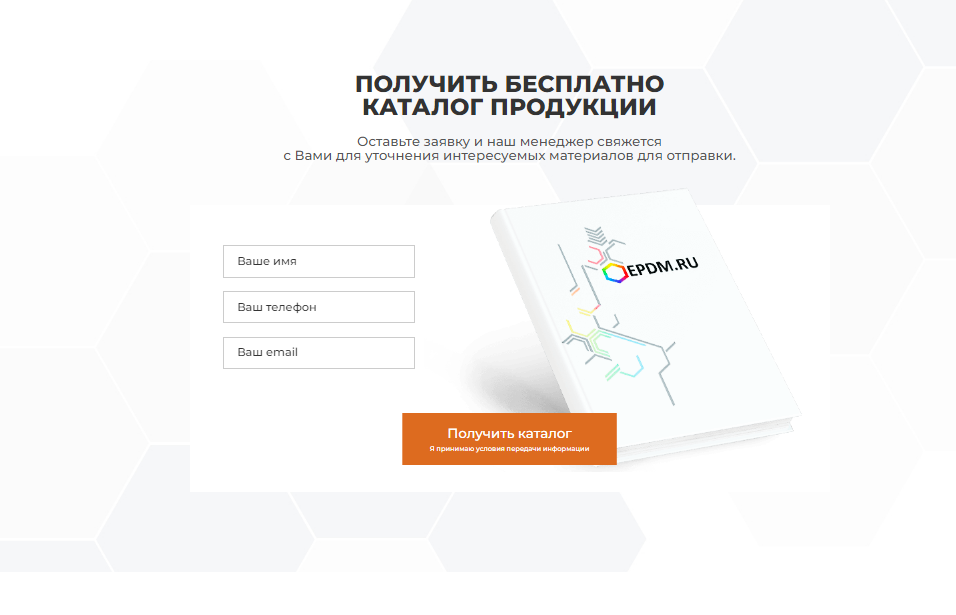 ПОЛУЧИТЬ БЕСПЛАТНО
КАТАЛОГ ПРОДУКЦИИ
Оставьте заявку и наш менеджер свяжется
с Вами для уточнения интересуемых материалов для отправки.
Ваше имя
Ваш телефон
Ваш email
EPDM.RU
Получить каталог
Я принимаю условия передачи информации